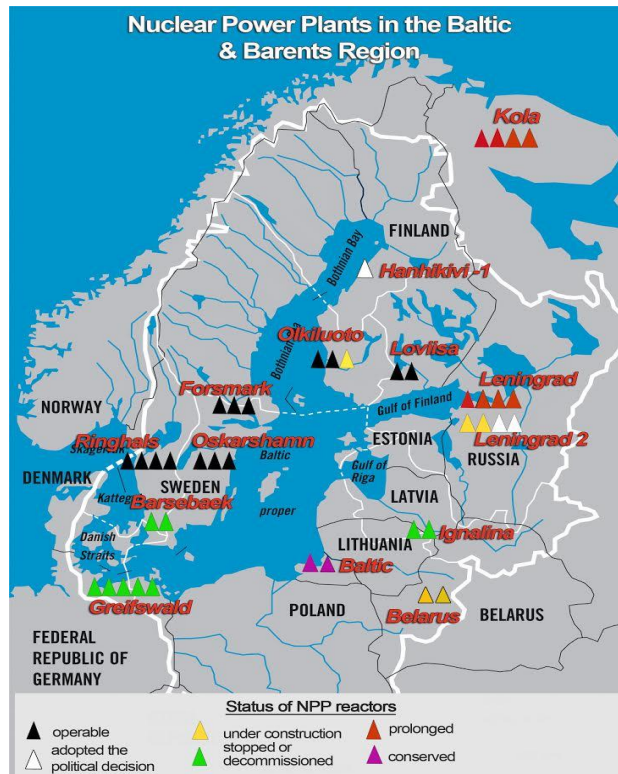 Nuclear Power Plants in the Baltic
& Barents Region
Kola
FINLAND
Bothnian Bay
Hanhikivi -1
Olkiluoto
Bothnian
Loviisa
Forsmark
Leningrad
NORWAY
Gulf of Finland
Ringhals
Oskarshamn
ESTONIA
Leningrad 2
Skagerrak
Baltic
RUSSIA
DENMARK
SWEDEN
Gulf of
Riga
Kattegat
Barsebaek
LATVIA
proper
Danish
Straits
LITHUANIA
Ignalina
Baltic
Greifswald
POLAND
Belarus
BELARUS
FEDERAL
REPUBLIC OF
GERMANY
Status of NPP reactors
operable
under construction
prolonged
adopted the
political decision
stopped or
decommissioned
conserved